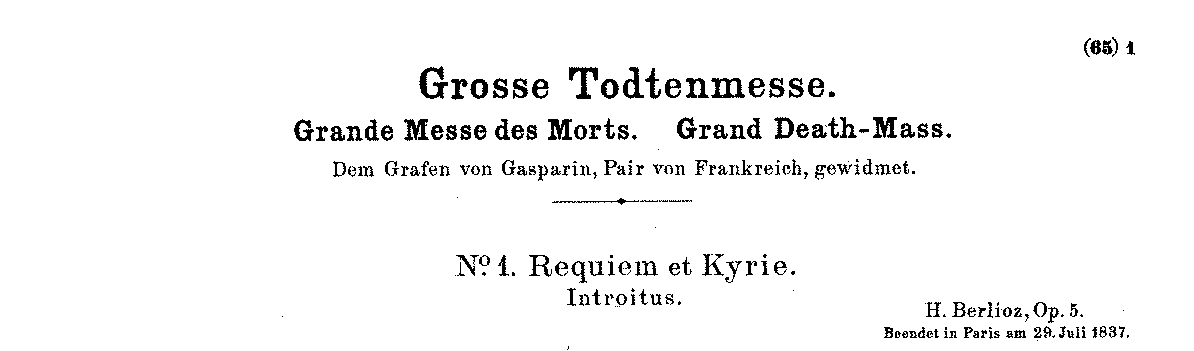 (65) 1
Grosse Todtenmesse.
Grande Messe des Morts. Grand Death-Mass.
Dem Grafen von Gasparin, Pair von Frankreich, gewidmet.
Nº 1. Requiem et Kyrie.
Introitus.
H. Berlioz, Op. 5.
Beendet in Paris am 29. Juli 1837.